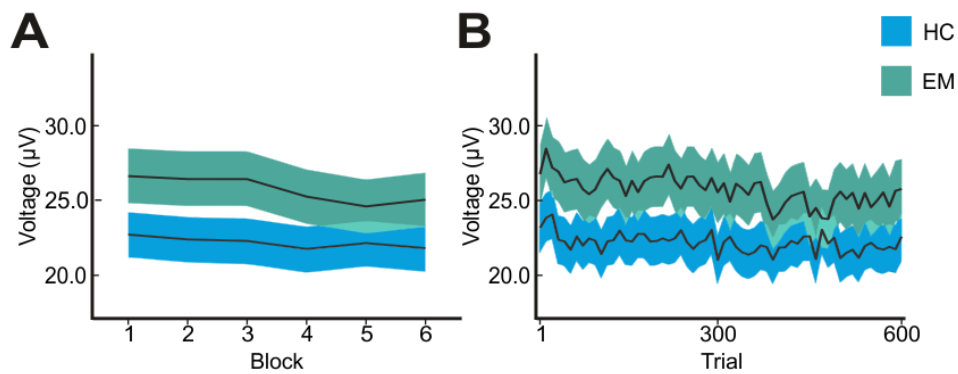 A
Voltage (μV)
30.0
25.0
20.0
1 2 3 4 5 6
Block
B
Voltage (μV)
30.0
25.0
20.0
1 300 600
Trial
HC
EM